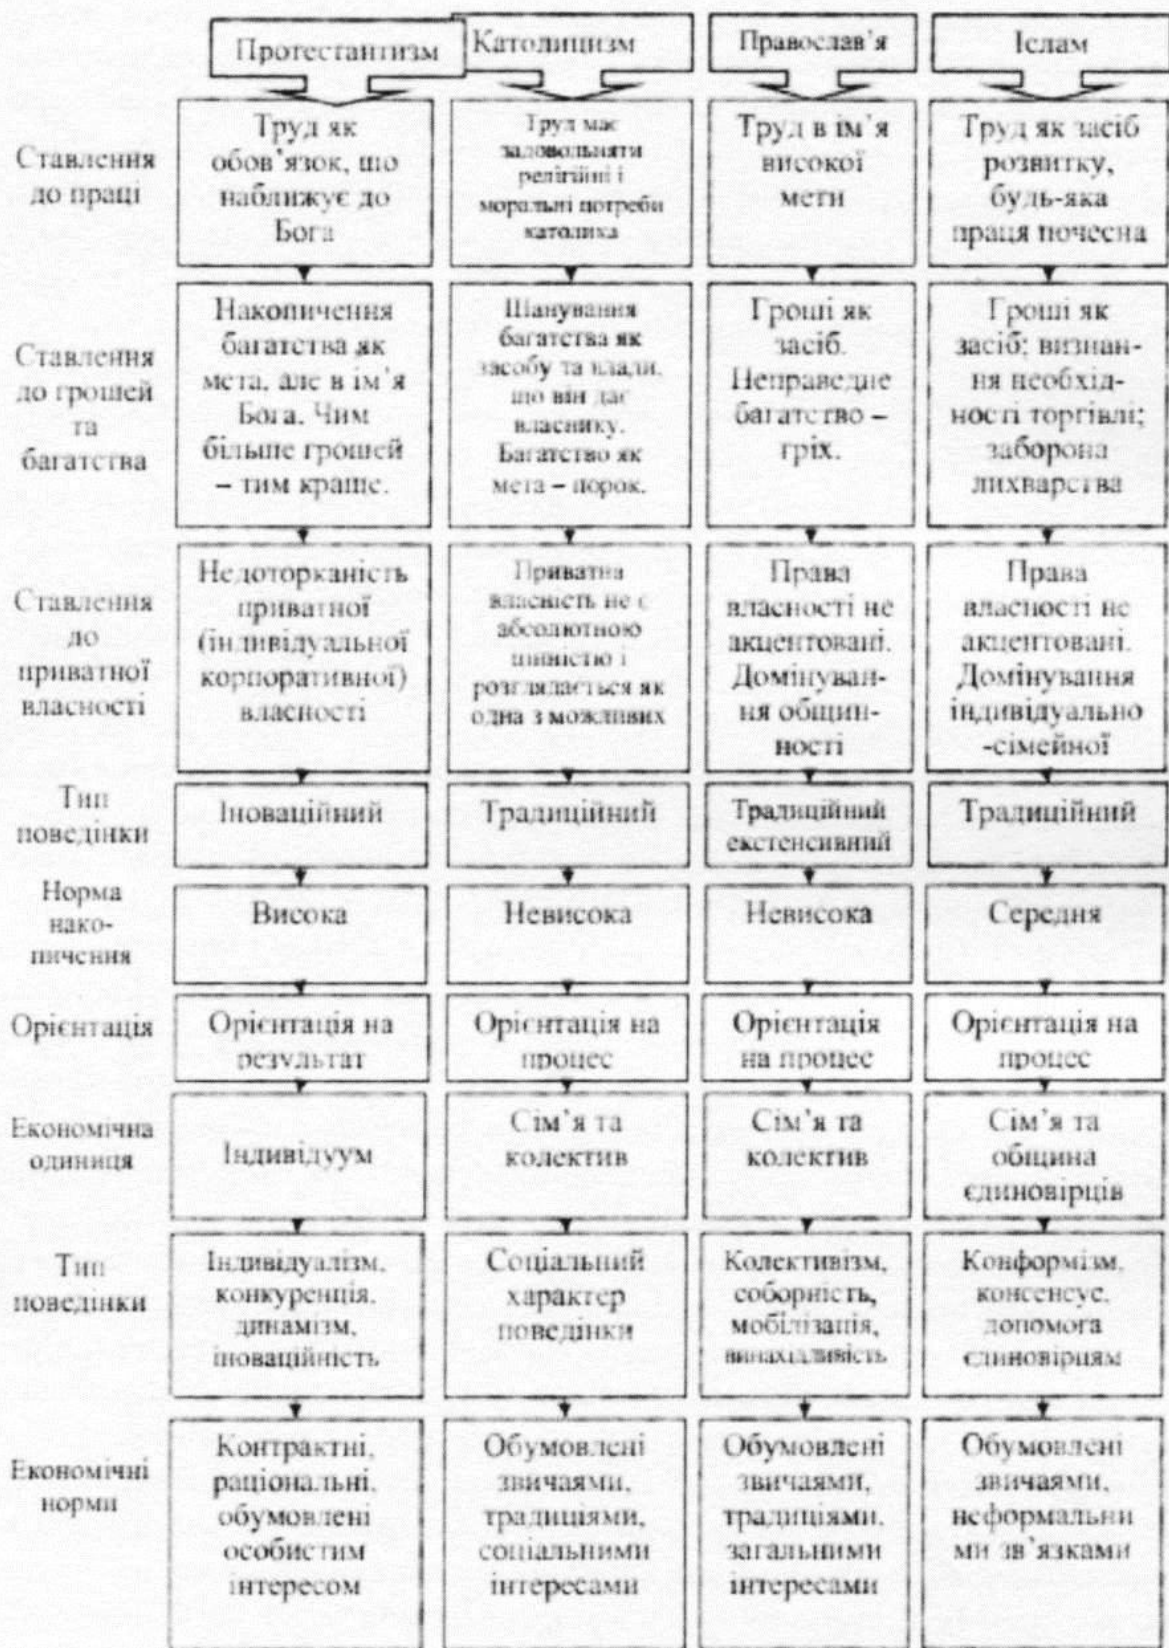 Протестантизм
Католицизм
Православ’я
Іслам
Ставлення
до праці
Труд як
обов’язок, що
наближує до
Бога
Труд має
задовольняти
релігійні і
моральні потреби
католика
Труд в ім’я
високої
мети
Труд як засіб
розвитку,
будь-яка
праця почесна
Ставлення
до грошей
та
багатства
Накопичення
багатства як
мета, але в ім’я
Бога. Чим
більше грошей
– тим краще.
Шанування
багатства як
засобу та влади,
що він дає
власнику.
Багатство як
мета – порок.
Гроші як
засіб.
Неправедне
багатство –
гріх.
Гроші як
засіб; визнан-
ня необхід-
ності торгівлі;
заборона
лихварства
Ставлення
до
приватної
власності
Недоторканість
приватної
(індивідуальної
корпоративної)
власності
Приватна
власність не є
абсолютною
цінністю і
розглядається як
одна з можливих
Права
власності не
акцентовані.
Домінуван-
ня общин-
ності
Права
власності не
акцентовані.
Домінування
індивідуально
-сімейної
Тип
поведінки
Іноваційний
Традиційний
Традиційний
екстенсивний
Традиційний
Норма
нако-
пичення
Висока
Невисока
Невисока
Середня
Орієнтація
Орієнтація на
результат
Орієнтація на
процес
Орієнтація
на процес
Орієнтація на
процес
Економічна
одиниця
Індивідуум
Сім’я та
колектив
Сім’я та
колектив
Сім’я та
община
єдиновірців
Тип
поведінки
Індивідуалізм,
конкуренція,
динамізм,
іноваційність
Соціальний
характер
поведінки
Колективізм,
соборність,
мобілізація,
винахідливість
Конформізм,
консенсус,
допомога
єдиновірцям
Економічні
норми
Контрактні,
раціональні,
обумовлені
особистим
інтересом
Обумовлені
звичаями,
традиціями,
соціальними
інтересами
Обумовлені
звичаями,
традиціями,
загальними
інтересами
Обумовлені
звичаями,
неформальни
ми зв’язками